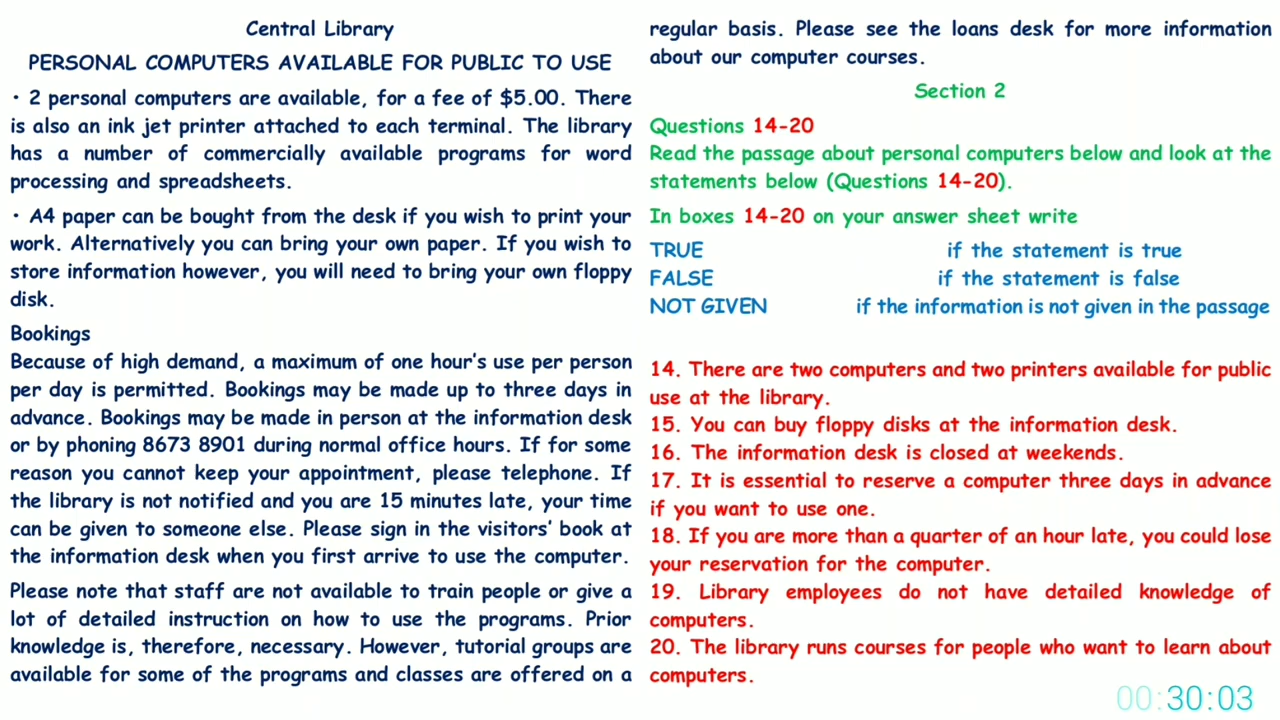 Central Library
PERSONAL COMPUTERS AVAILABLE FOR PUBLIC TO USE
• 2 personal computers are available, for a fee of $5.00. There
is also an ink jet printer attached to each terminal. The library
has a number of commercially available programs for word
processing and spreadsheets.
• A4 paper can be bought from the desk if you wish to print your
work. Alternatively you can bring your own paper. If you wish to
store information however, you will need to bring your own floppy
disk.
Bookings
Because of high demand, a maximum of one hour's use per person
per day is permitted. Bookings may be made up to three days in
advance. Bookings may be made in person at the information desk
or by phoning 8673 8901 during normal office hours. If for some
reason you cannot keep your appointment, please telephone. If
the library is not notified and you are 15 minutes late, your time
can be given to someone else. Please sign in the visitors' book at
the information desk when you first arrive to use the computer.
Please note that staff are not available to train people or give a
lot of detailed instruction on how to use the programs. Prior
knowledge is, therefore, necessary. However, tutorial groups are
available for some of the programs and classes are offered on a
regular basis. Please see the loans desk for more information
about our computer courses.
Section 2
Questions 14-20
Read the passage about personal computers below and look at the
statements below (Questions 14-20).
In boxes 14-20 on your answer sheet write
TRUE if the statement is true
FALSE if the statement is false
NOT GIVEN if the information is not given in the passage
14. There are two computers and two printers available for public
use at the library.
15. You can buy floppy disks at the information desk.
16. The information desk is closed at weekends.
17. It is essential to reserve a computer three days in advance
if you want to use one.
18. If you are more than a quarter of an hour late, you could lose
your reservation for the computer.
19. Library employees do not have detailed knowledge of
computers.
20. The library runs courses for people who want to learn about
computers.
00:30:03